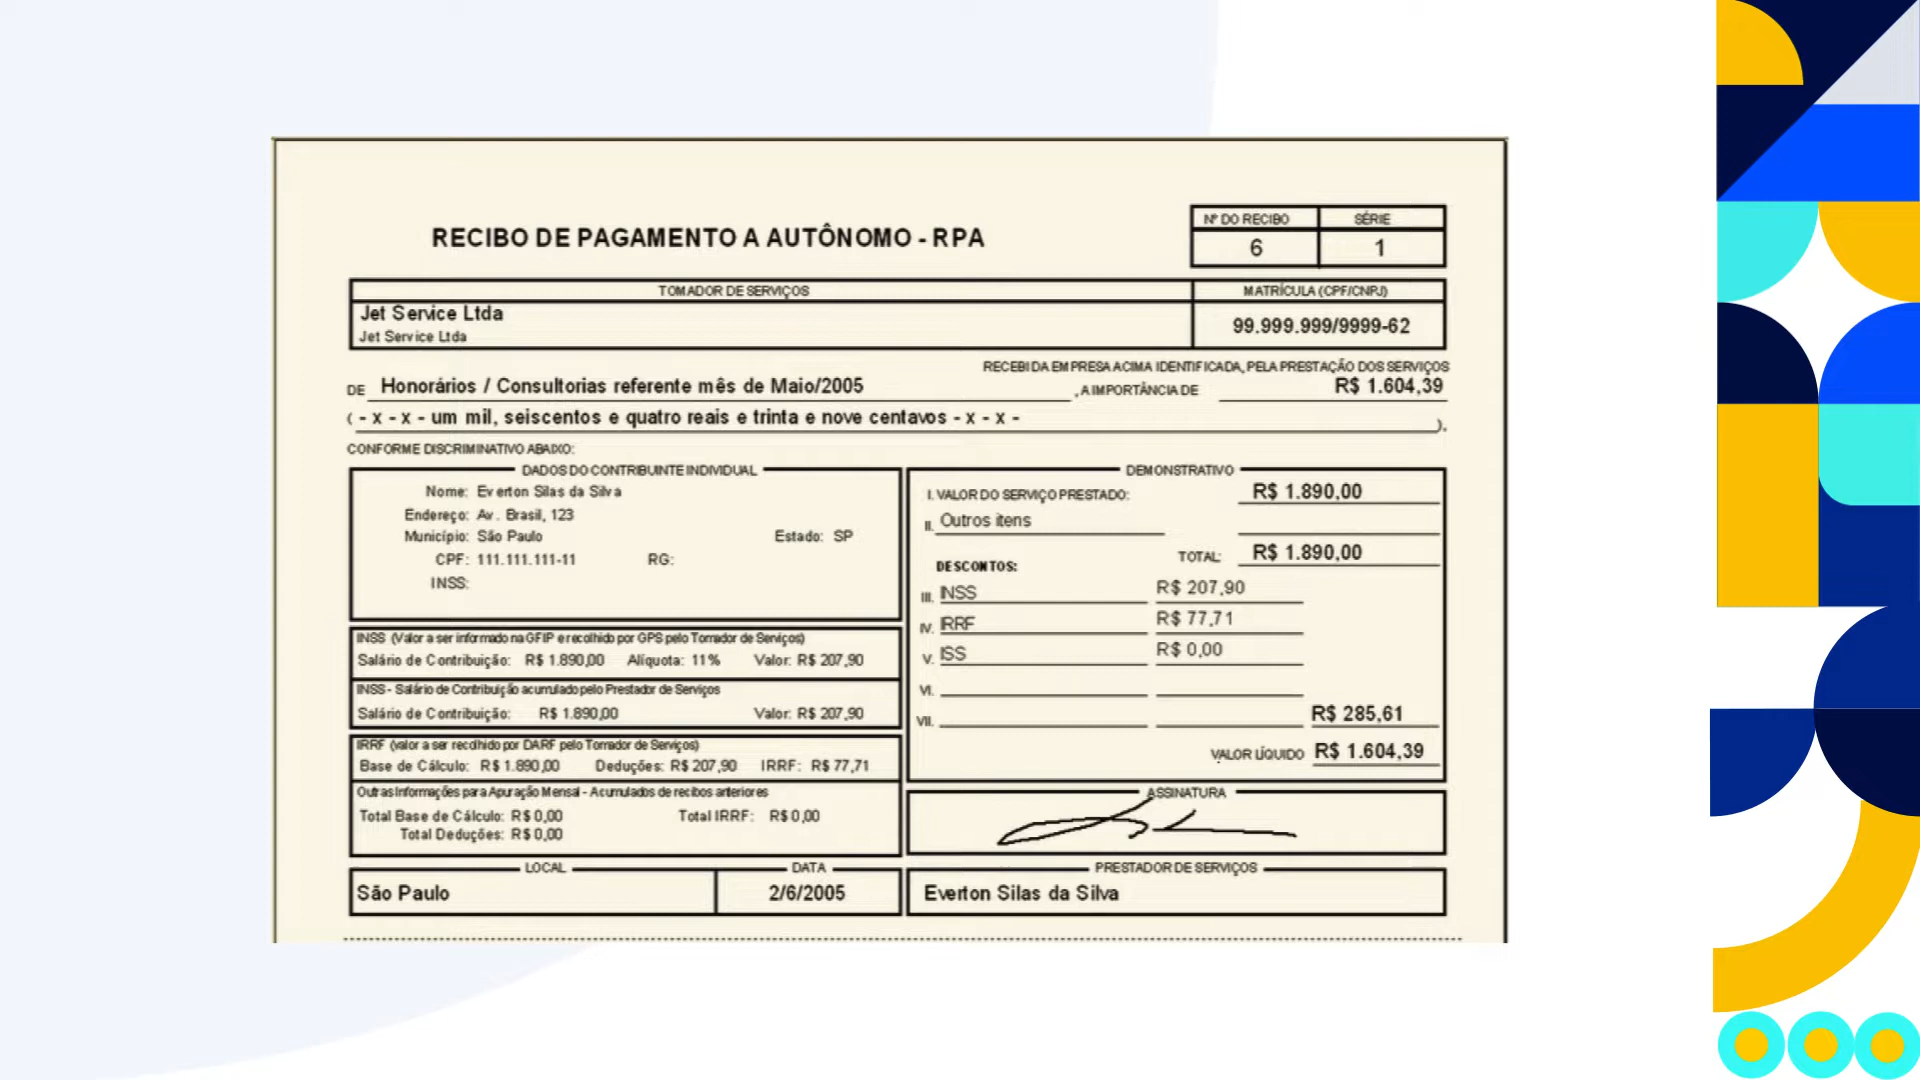 RECIBO DE PAGAMENTO A AUTÔNOMO - RPA
Nº DO RECIBO SÉRIE
6 1
TOMADOR DE SERVIÇOS MATRÍCULA (CPF/CNPJ)
Jet Service Ltda
Jet Service Ltda
99.999.999/9999-62
RECEBI DA EMPRESA ACIMA IDENTIFICADA, PELA PRESTAÇÃO DOS SERVIÇOS
DE Honorários / Consultorias referente mês de Maio/2005 , A IMPORTÂNCIA DE R$ 1.604,39
( - x - x - um mil, seiscentos e quatro reais e trinta e nove centavos - x - x - ).
CONFORME DISCRIMINATIVO ABAIXO:
DADOS DO CONTRIBUINTE INDIVIDUAL
Nome: Everton Silas da Silva
Endereço: Av. Brasil, 123
Município: São Paulo Estado: SP
CPF: 111.111.111-11 RG:
INSS:
INSS (Valor a ser informado na GFIP e recolhido por GPS pelo Tomador de Serviços)
Salário de Contribuição: R$ 1.890,00 Alíquota: 11% Valor: R$ 207,90
INSS - Salário de Contribuição acumulado pelo Prestador de Serviços
Salário de Contribuição: R$ 1.890,00 Valor: R$ 207,90
IRRF (valor a ser recolhido por DARF pelo Tomador de Serviços)
Base de Cálculo: R$ 1.890,00 Deduções: R$ 207,90 IRRF: R$ 77,71
Outras Informações para Apuração Mensal - Acumulados de recibos anteriores
Total Base de Cálculo: R$ 0,00 Total IRRF: R$ 0,00
Total Deduções: R$ 0,00
DEMONSTRATIVO
I. VALOR DO SERVIÇO PRESTADO: R$ 1.890,00
II. Outros itens
TOTAL: R$ 1.890,00
DESCONTOS:
III. INSS R$ 207,90
IV. IRRF R$ 77,71
V. ISS R$ 0,00
VI.
VII. R$ 285,61
VALOR LÍQUIDO R$ 1.604,39
ASSINATURA
LOCAL DATA
São Paulo 2/6/2005
PRESTADOR DE SERVIÇOS
Everton Silas da Silva